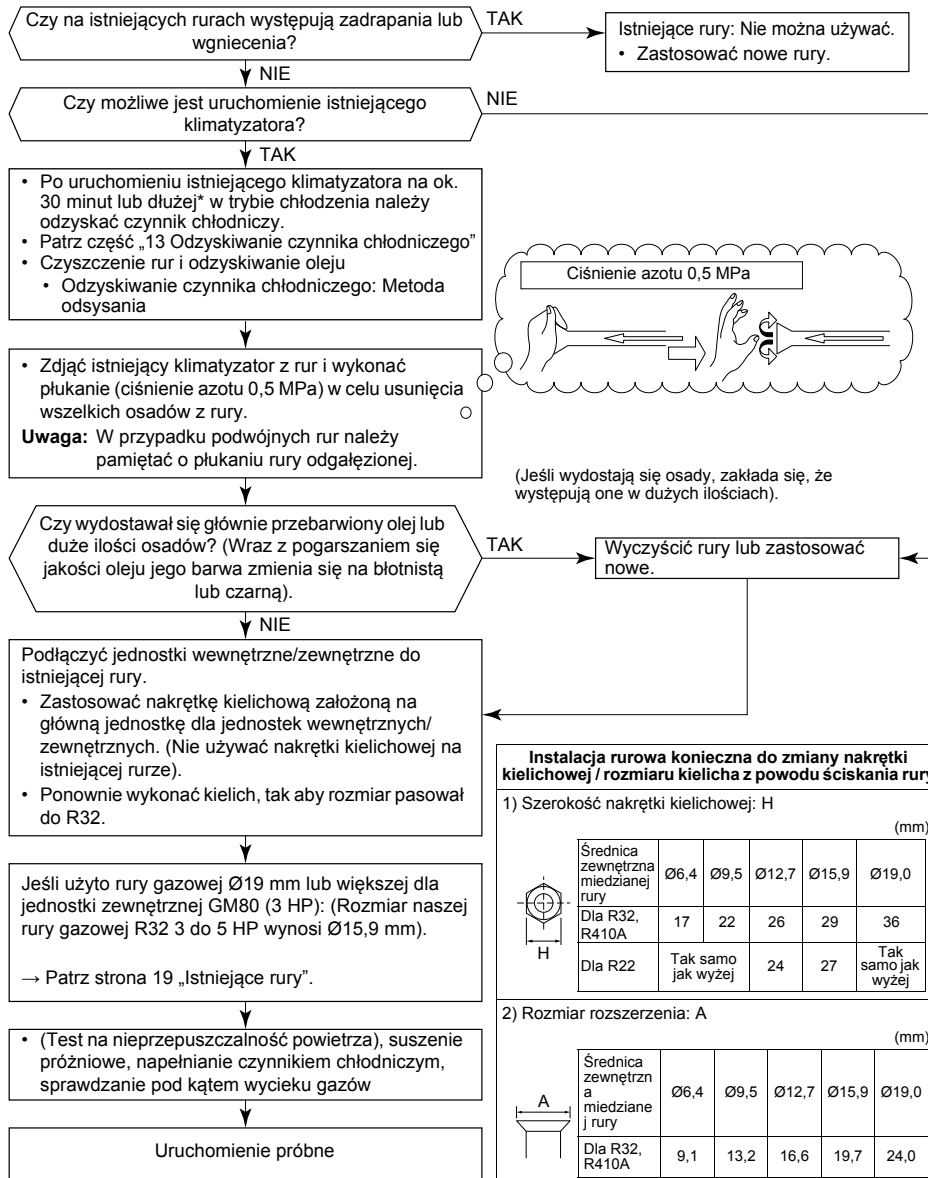 Czy na istniejących rurach występują zadrapania lub
wgniecenia?
TAK
Istniejące rury: Nie można używać.
• Zastosować nowe rury.
NIE
Czy możliwe jest uruchomienie istniejącego
klimatyzatora?
NIE
TAK
• Po uruchomieniu istniejącego klimatyzatora na ok.
30 minut lub dłużej* w trybie chłodzenia należy
odzyskać czynnik chłodniczy.
• Patrz część „13 Odzyskiwanie czynnika chłodniczego”
• Czyszczenie rur i odzyskiwanie oleju
• Odzyskiwanie czynnika chłodniczego: Metoda
odsysania
Ciśnienie azotu 0,5 MPa
• Zdjąć istniejący klimatyzator z rur i wykonać
płukanie (ciśnienie azotu 0,5 MPa) w celu usunięcia
wszelkich osadów z rury.
Uwaga: W przypadku podwójnych rur należy
pamiętać o płukaniu rury odgałęzionej.
(Jeśli wydostają się osady, zakłada się, że
występują one w dużych ilościach).
Czy wydostawał się głównie przebarwiony olej lub
duże ilości osadów? (Wraz z pogarszaniem się
jakości oleju jego barwa zmienia się na błotnistą
lub czarną).
TAK
Wyczyścić rury lub zastosować
nowe.
NIE
Podłączyć jednostki wewnętrzne/zewnętrzne do
istniejącej rury.
• Zastosować nakrętkę kielichową założoną na
główną jednostkę dla jednostek wewnętrznych/
zewnętrznych. (Nie używać nakrętki kielichowej na
istniejącej rurze).
• Ponownie wykonać kielich, tak aby rozmiar pasował
do R32.
Jeśli użyto rury gazowej Ø19 mm lub większej dla
jednostki zewnętrznej GM80 (3 HP): (Rozmiar naszej
rury gazowej R32 3 do 5 HP wynosi Ø15,9 mm).
→ Patrz strona 19 „Istniejące rury”.
• (Test na nieprzepuszczalność powietrza), suszenie
próżniowe, napełnianie czynnikiem chłodniczym,
sprawdzanie pod kątem wycieku gazów
Uruchomienie próbne
Instalacja rurowa konieczna do zmiany nakrętki
kielichowej / rozmiaru kielicha z powodu ściskania rury
1) Szerokość nakrętki kielichowej: H
(mm)
H
Średnica
zewnętrzna
miedzianej
rury
Ø6,4 Ø9,5 Ø12,7 Ø15,9 Ø19,0
Dla R32,
R410A
17 22 26 29 36
Dla R22
Tak samo
jak wyżej
24 27
Tak
samo jak
wyżej
2) Rozmiar rozszerzenia: A
(mm)
A
Średnica
zewnętrzn
a
miedziane
j rury
Ø6,4 Ø9,5 Ø12,7 Ø15,9 Ø19,0
Dla R32,
R410A
9,1 13,2 16,6 19,7 24,0